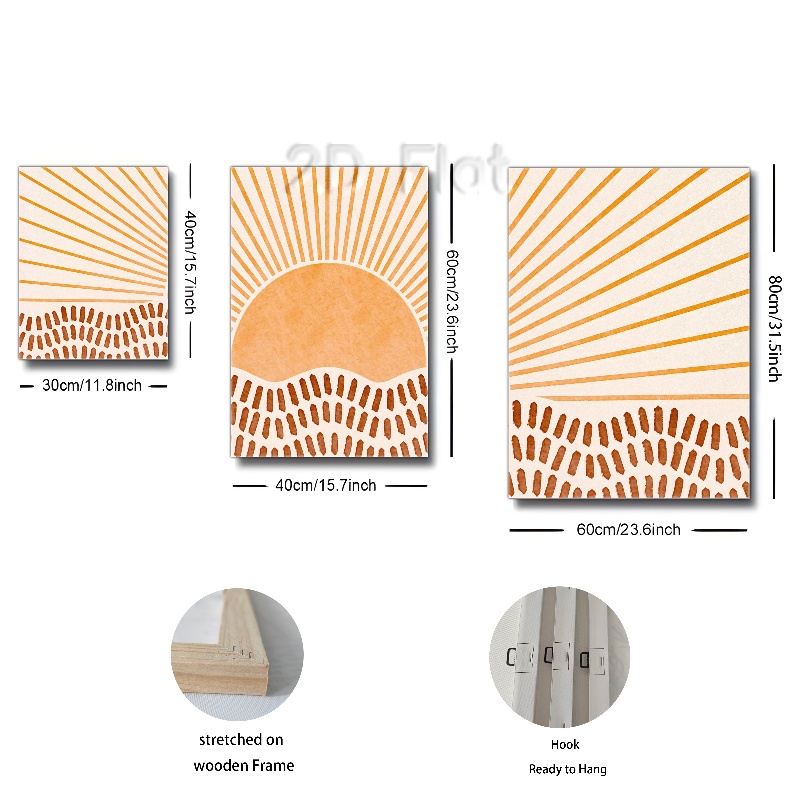 2D Flat
40cm/15.7inch
60cm/23.6inch
80cm/31.5inch
30cm/11.8inch
40cm/15.7inch
60cm/23.6inch
stretched on
wooden Frame
Hook
Ready to Hang